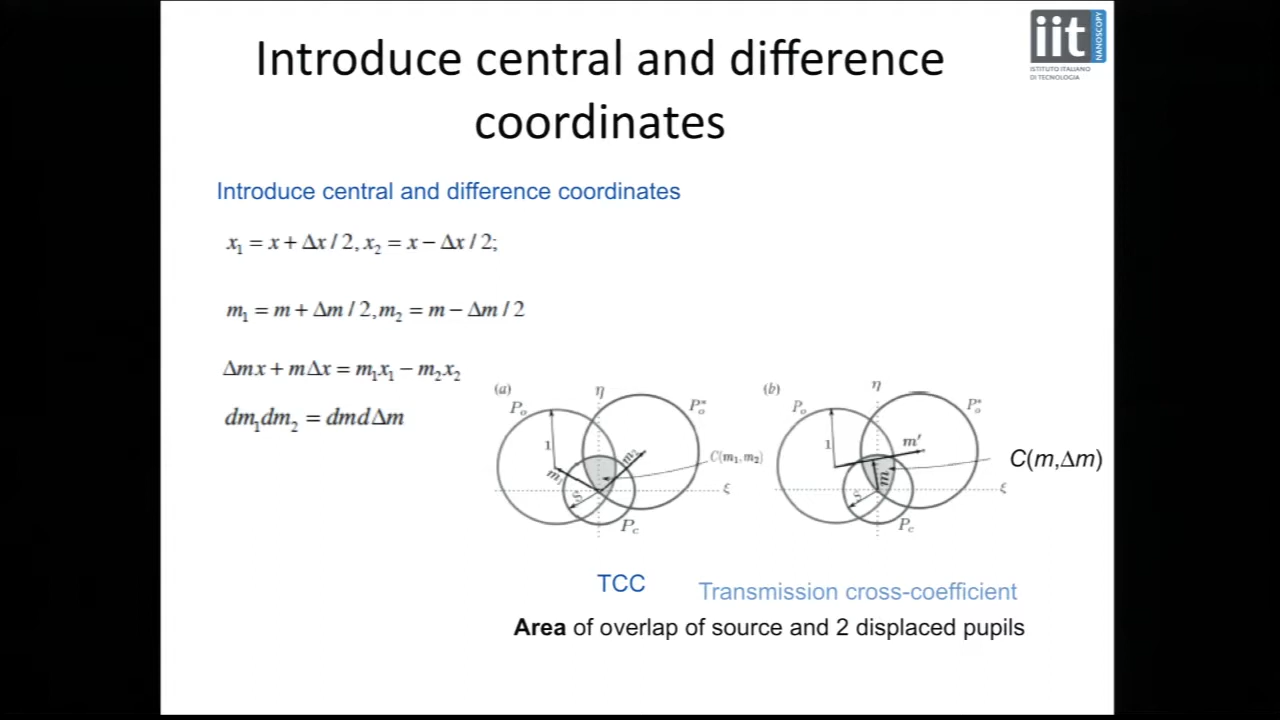 Introduce central and difference
coordinates
iit
NANOSCOPY
ISTITUTO ITALIANO
DI TECNOLOGIA
Introduce central and difference coordinates
x₁ = x + Δx / 2, x₂ = x − Δx / 2;
m₁ = m + Δm / 2, m₂ = m − Δm / 2
Δmx + mΔx = m₁x₁ − m₂x₂
dm₁dm₂ = dmdΔm
(a)
η
Pₒ
Pₒ*
1
m₁
m₂
S
C(m₁, m₂)
ξ
P꜀
(b)
η
Pₒ
Pₒ*
1
m'
m
S
C(m,Δm)
ξ
P꜀
TCC
Transmission cross-coefficient
Area of overlap of source and 2 displaced pupils